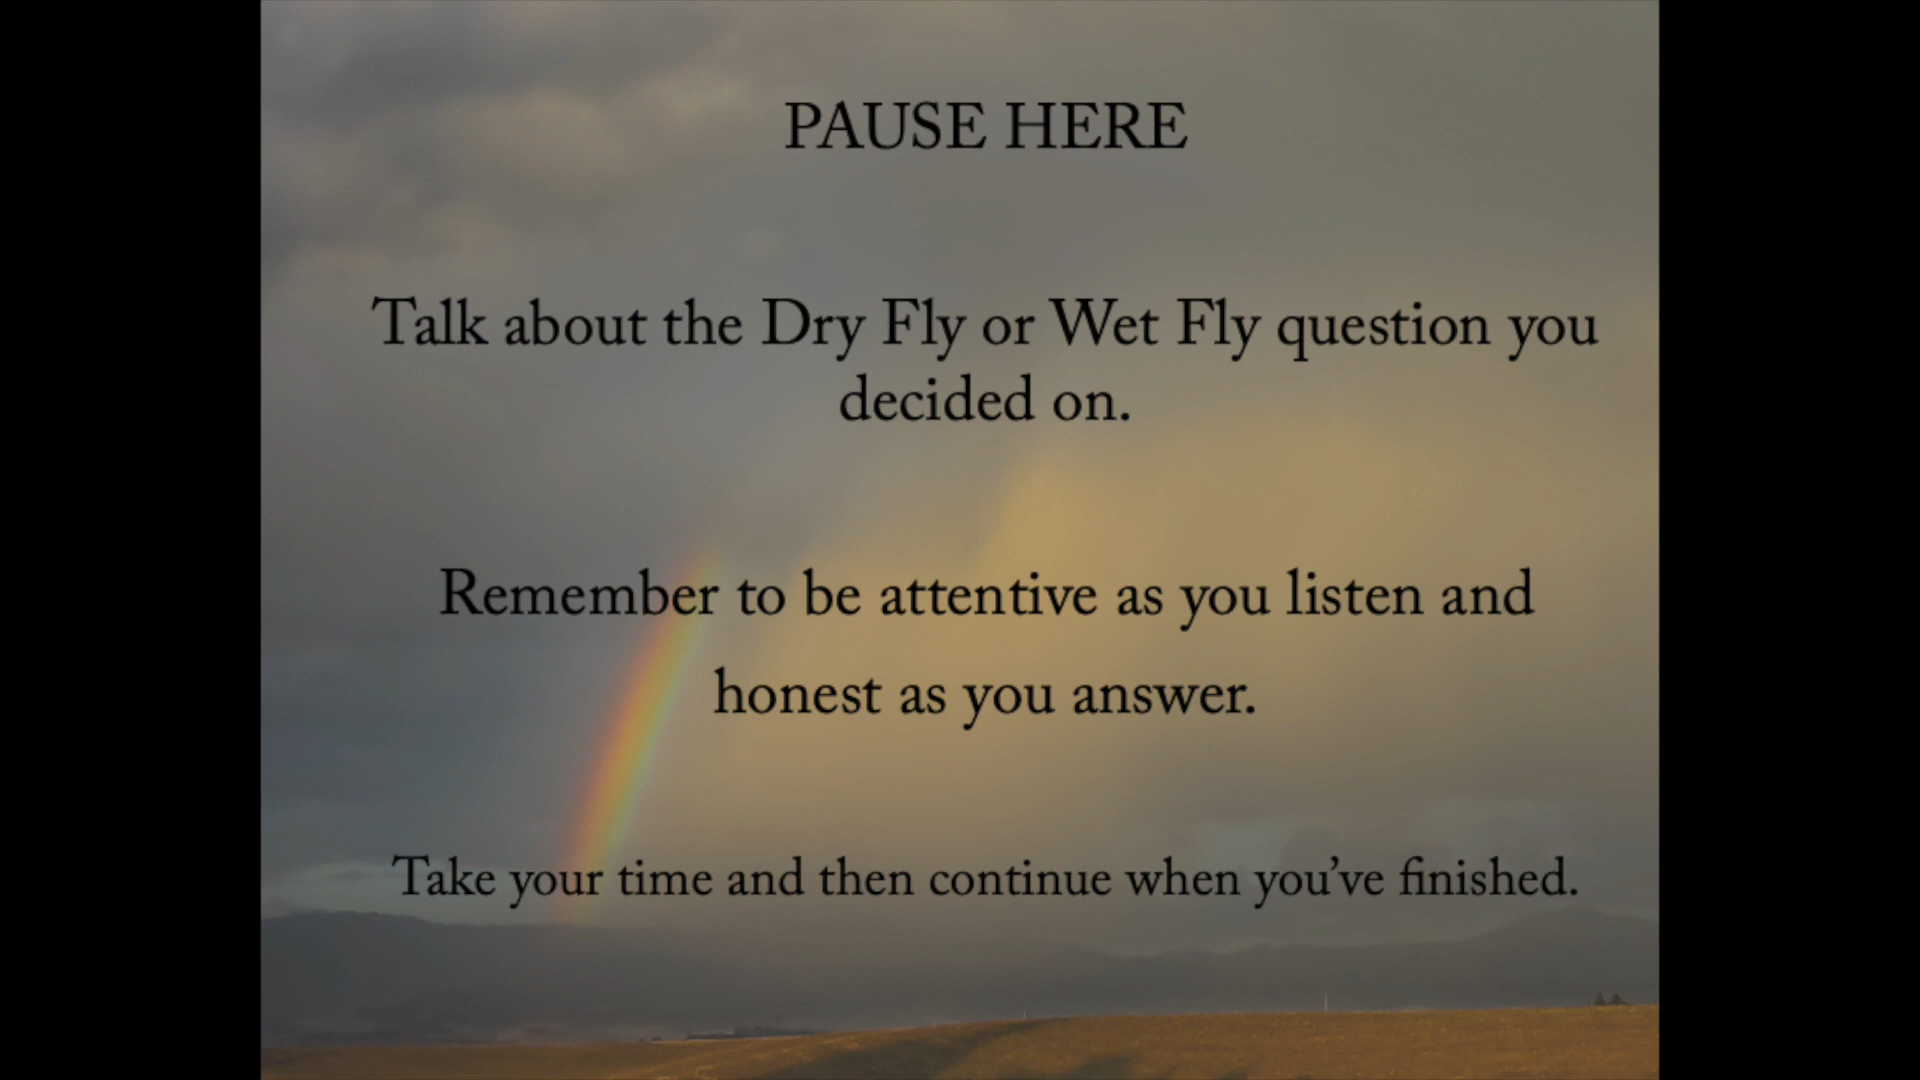 PAUSE HERE
Talk about the Dry Fly or Wet Fly question you
decided on.
Remember to be attentive as you listen and
honest as you answer.
Take your time and then continue when you’ve finished.